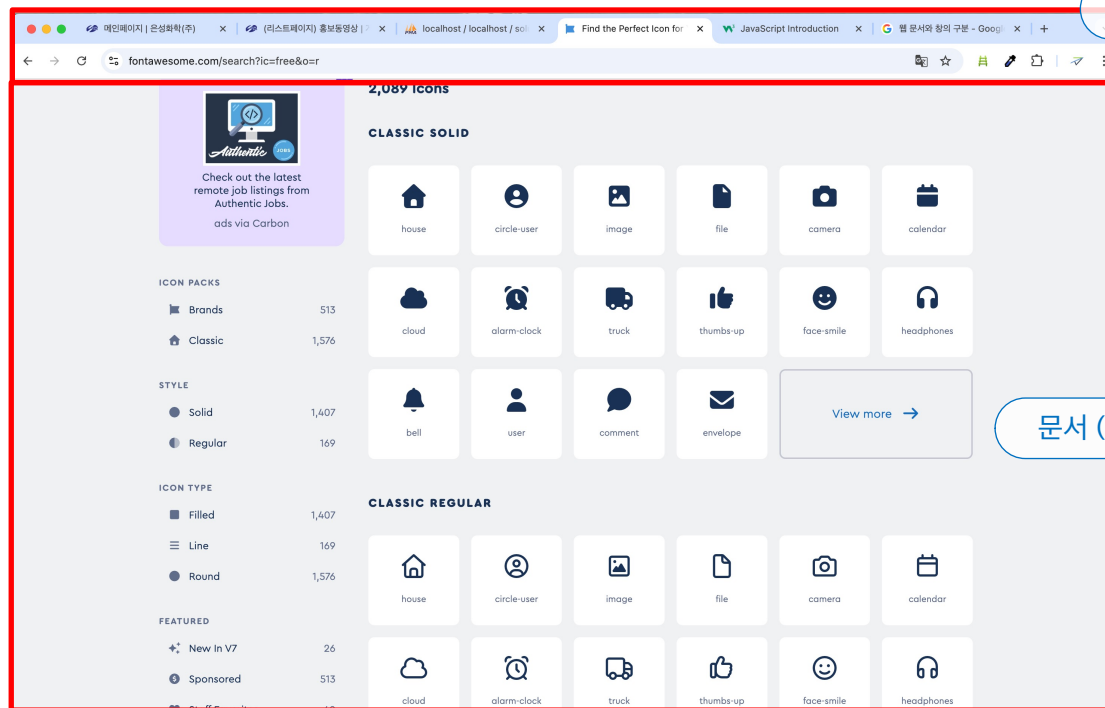 메인페이지 | 은성화학(주)
(리스트페이지) 홍보동영상 |
localhost / localhost / sol
Find the Perfect Icon for
JavaScript Introduction
웹 문서와 창의 구분 - Googl
fontawesome.com/search?ic=free&o=r
2,089 Icons
Authentic JOBS
Check out the latest
remote job listings from
Authentic Jobs.
ads via Carbon
CLASSIC SOLID
house circle-user image file camera calendar
cloud alarm-clock truck thumbs-up face-smile headphones
bell user comment envelope View more →
ICON PACKS
Brands 513
Classic 1,576
STYLE
Solid 1,407
Regular 169
ICON TYPE
Filled 1,407
Line 169
Round 1,576
FEATURED
New In V7 26
Sponsored 513
문서 (
CLASSIC REGULAR
house circle-user image file camera calendar
cloud alarm-clock truck thumbs-up face-smile headphones